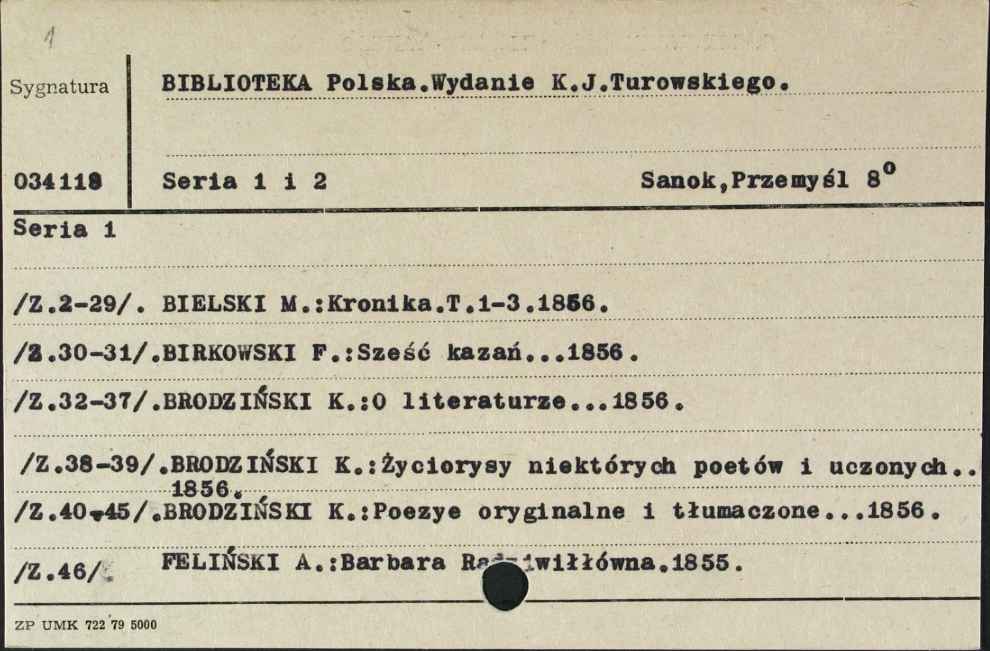 1
Sygnatura
BIBLIOTEKA Polska.Wydanie K.J.Turowskiego.
034118 Seria 1 i 2 Sanok,Przemyśl 8°
Seria 1
/Z.2-29/. BIELSKI M.:Kronika.T.1-3.1856.
/Z.30-31/.BIRKOWSKI F.:Sześć kazań...1856.
/Z.32-37/.BRODZIŃSKI K.:O literaturze...1856.
/Z.38-39/.BRODZIŃSKI K.:Życiorysy niektórych poetów i uczonych..
1856.
/Z.40-45/.BRODZIŃSKI K.:Poezye oryginalne i tłumaczone...1856.
/Z.46/. FELIŃSKI A.:Barbara Radziwiłłówna.1855.
ZP UMK 722 79 5000